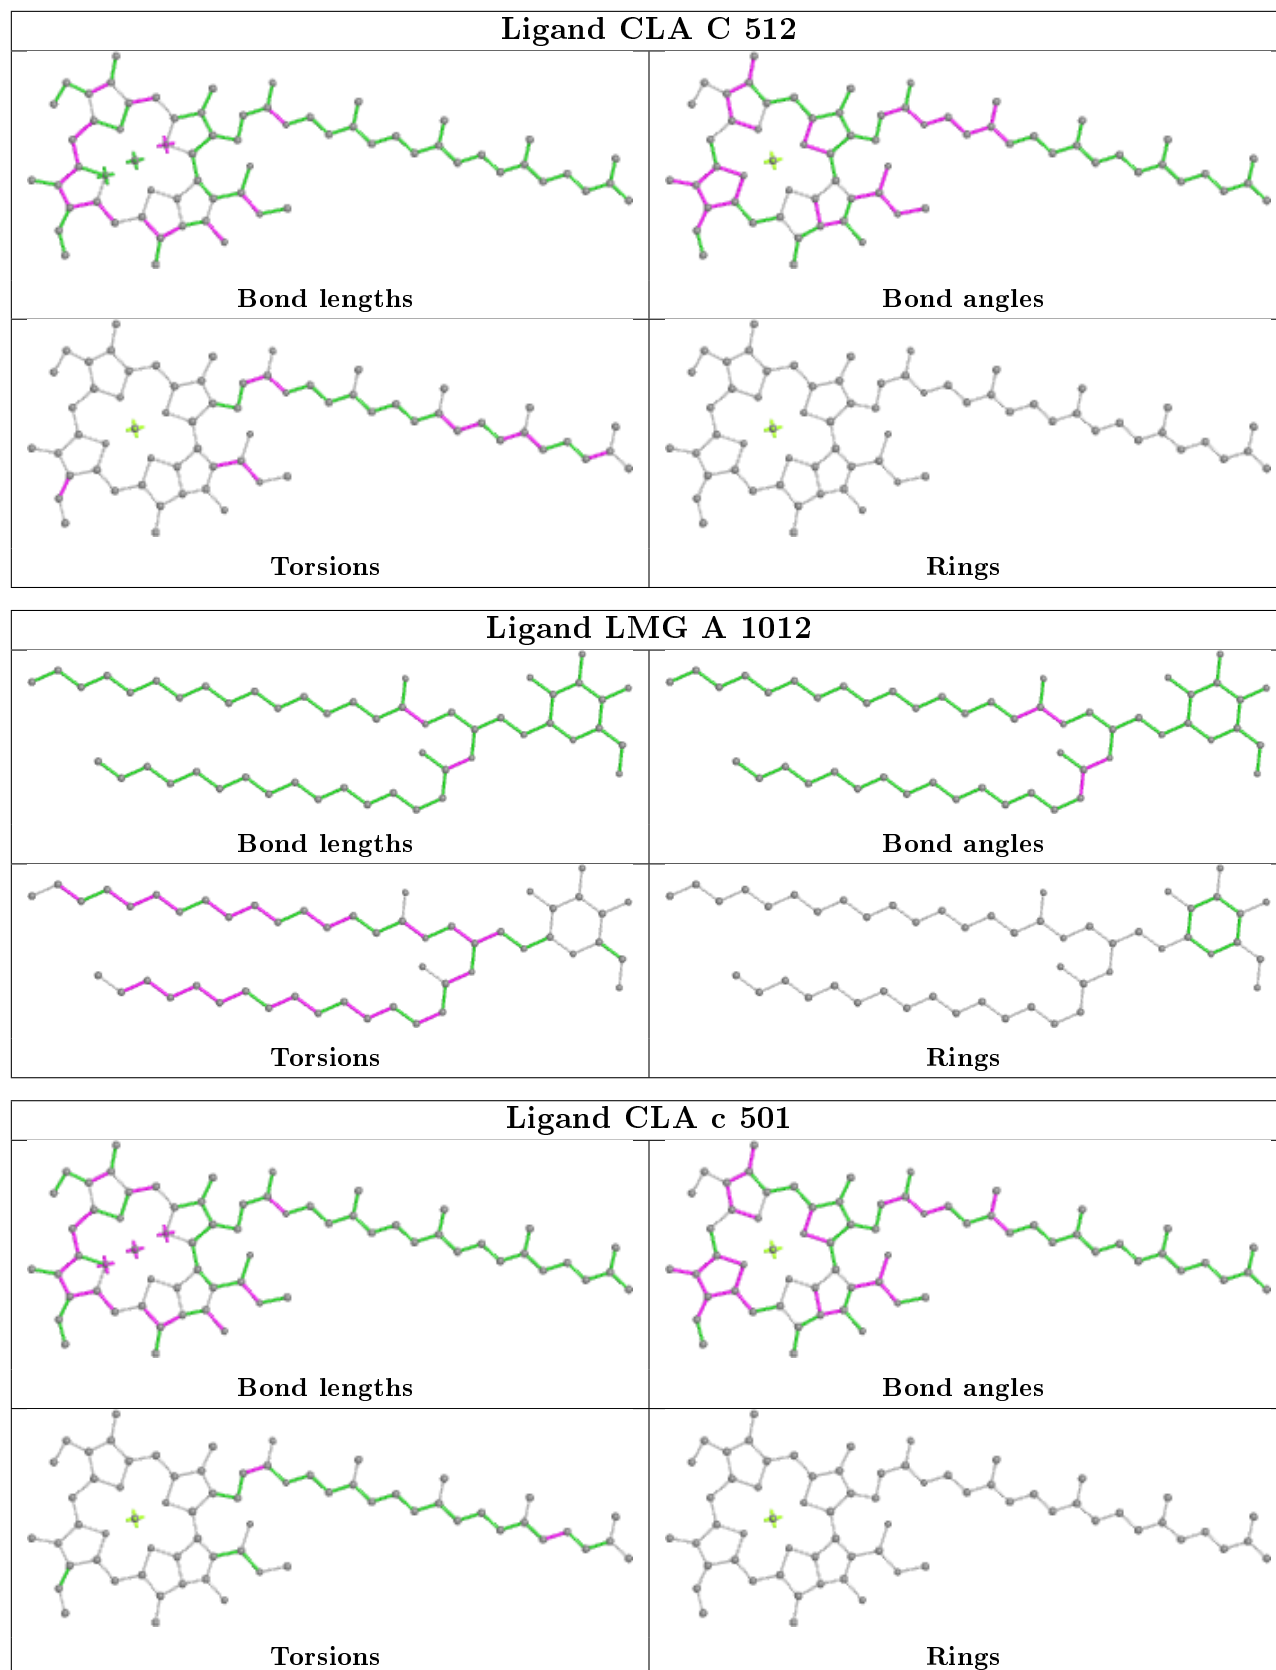 Ligand CLA C 512
Bond lengths
Bond angles
Torsions
Rings
Ligand LMG A 1012
Bond lengths
Bond angles
Torsions
Rings
Ligand CLA c 501
Bond lengths
Bond angles
Torsions
Rings